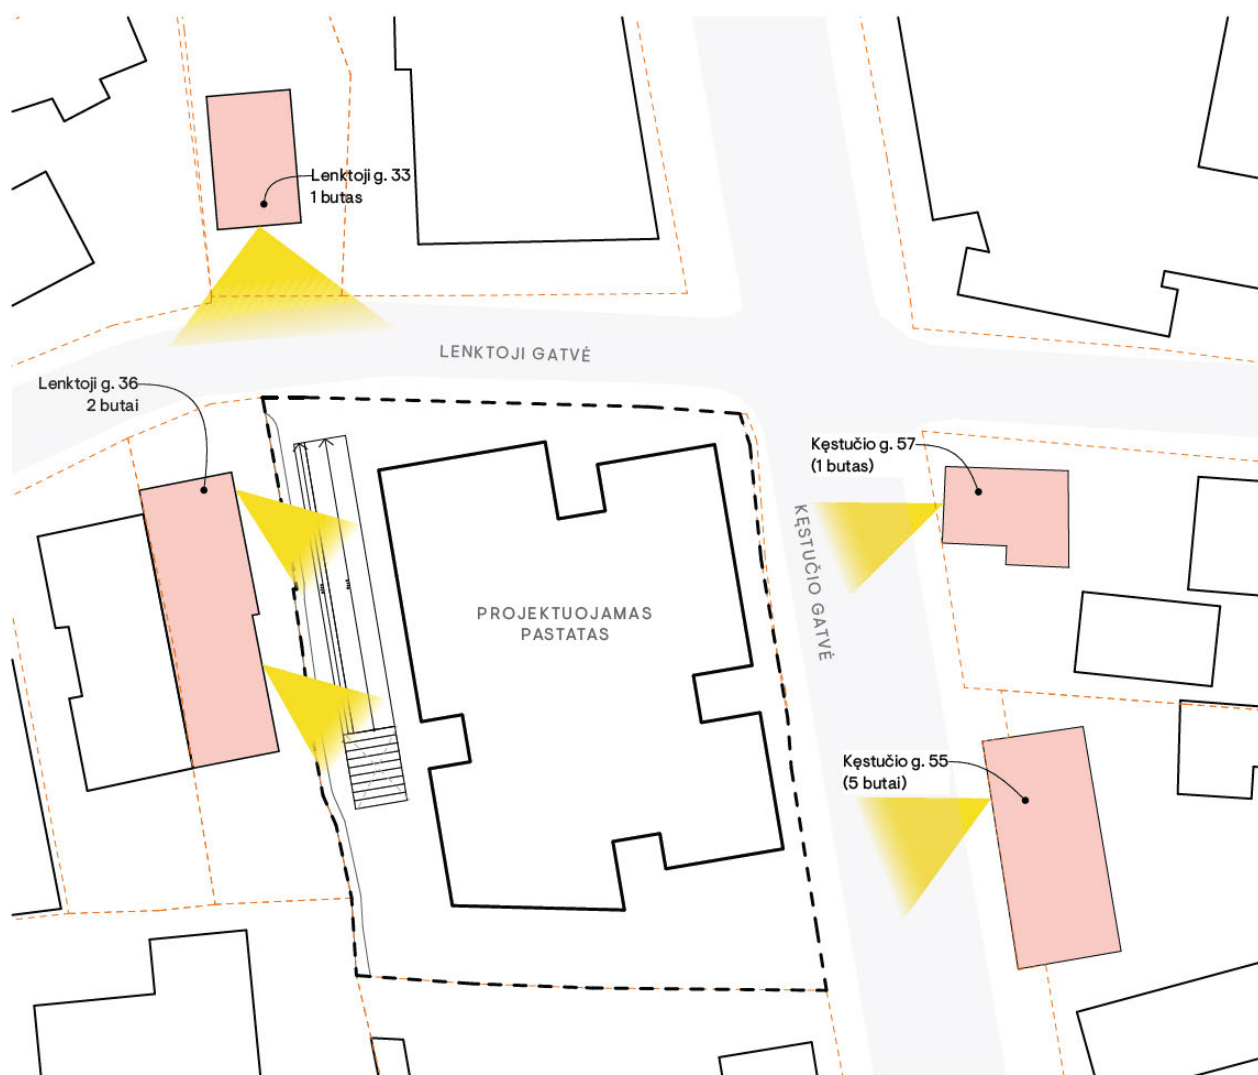 Lenktoji g. 33
1 butas
LENKTOJI GATVĖ
Lenktoji g. 36
2 butai
Kęstučio g. 57
(1 butas)
KĘSTUČIO GATVĖ
PROJEKTUOJAMAS
PASTATAS
Kęstučio g. 55
(5 butai)